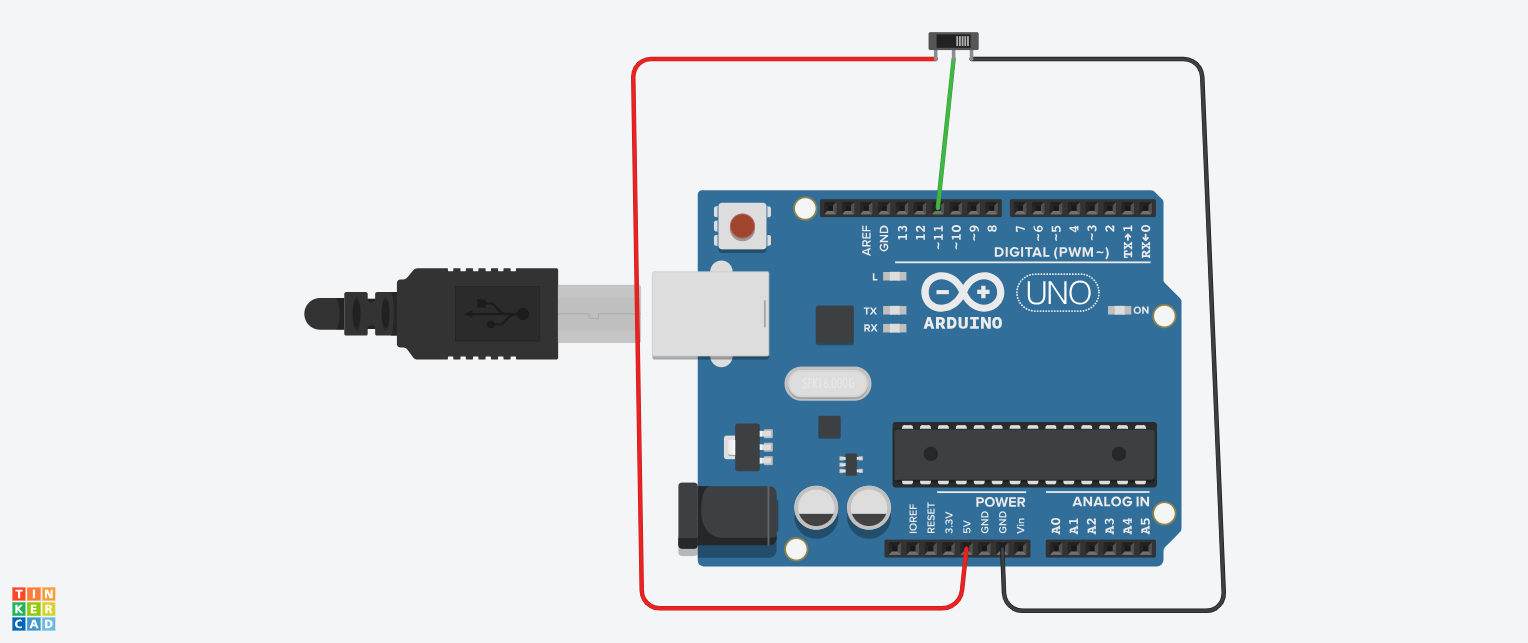 AREF
GND
13
12
~11
~10
~9
8
7
~6
~5
4
~3
2
TX→1
RX←0
DIGITAL (PWM~)
L
TX
RX
UNO
ON
ARDUINO
SPK16.000G
POWER
ANALOG IN
IOREF
RESET
3.3V
5V
GND
GND
Vin
A0
A1
A2
A3
A4
A5
TIN
KER
CAD